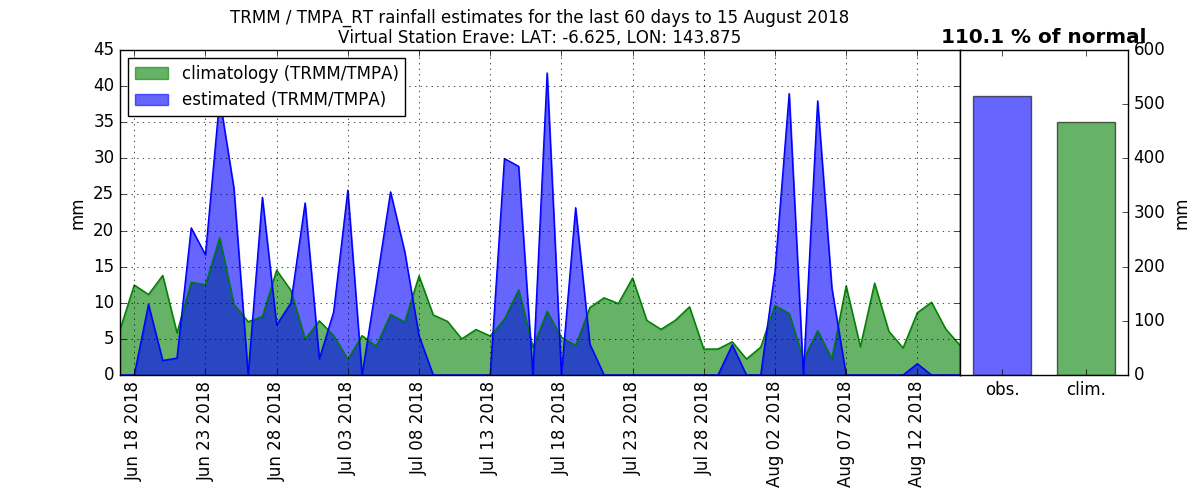 TRMM / TMPA_RT rainfall estimates for the last 60 days to 15 August 2018
Virtual Station Erave: LAT: -6.625, LON: 143.875
110.1 % of normal
climatology (TRMM/TMPA)
estimated (TRMM/TMPA)
mm
45
40
35
30
25
20
15
10
5
0
Jun 18 2018
Jun 23 2018
Jun 28 2018
Jul 03 2018
Jul 08 2018
Jul 13 2018
Jul 18 2018
Jul 23 2018
Jul 28 2018
Aug 02 2018
Aug 07 2018
Aug 12 2018
obs.
clim.
600
500
400
300
200
100
0
mm